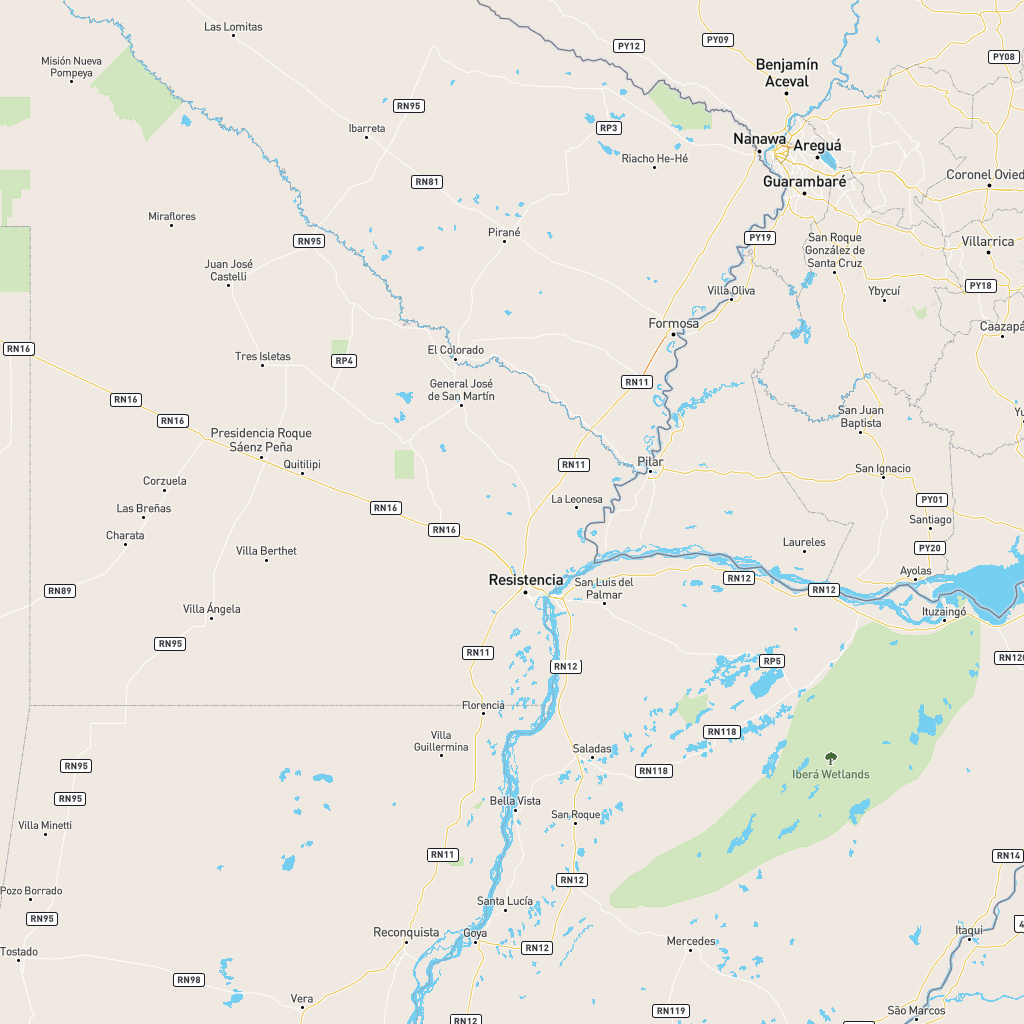 Las Lomitas
PY12
PY09
PY08
Misión Nueva
Pompeya
Benjamín
Aceval
RN95
Ibarreta
RP3
Nanawa
Areguá
Riacho He-Hé
RN81
Guarambaré
Coronel Ovied
Miraflores
Pirané
RN95
PY19
San Roque
González de
Santa Cruz
Villarrica
Juan José
Castelli
Villa Oliva
Ybycuí
PY18
Formosa
Caazapá
RN16
Tres Isletas
RP4
El Colorado
RN11
General José
de San Martín
RN16
RN16
San Juan
Baptista
Yu
Presidencia Roque
Sáenz Peña
Quitilipi
RN11
Pilar
San Ignacio
Corzuela
La Leonesa
PY01
Las Breñas
RN16
Santiago
Charata
RN16
Laureles
PY20
Villa Berthet
Resistencia
Ayolas
RN89
San Luis del
Palmar
RN12
RN12
Villa Ángela
Ituzaingó
RN95
RN11
RN12
RP5
RN120
Florencia
Villa
Guillermina
RN118
Saladas
RN95
RN118
Iberá Wetlands
RN95
Bella Vista
San Roque
Villa Minetti
RN11
RN14
Pozo Borrado
RN12
RN95
Santa Lucía
4
Reconquista
Goya
RN12
Mercedes
Itaqui
Tostado
RN98
Vera
RN12
RN119
São Marcos